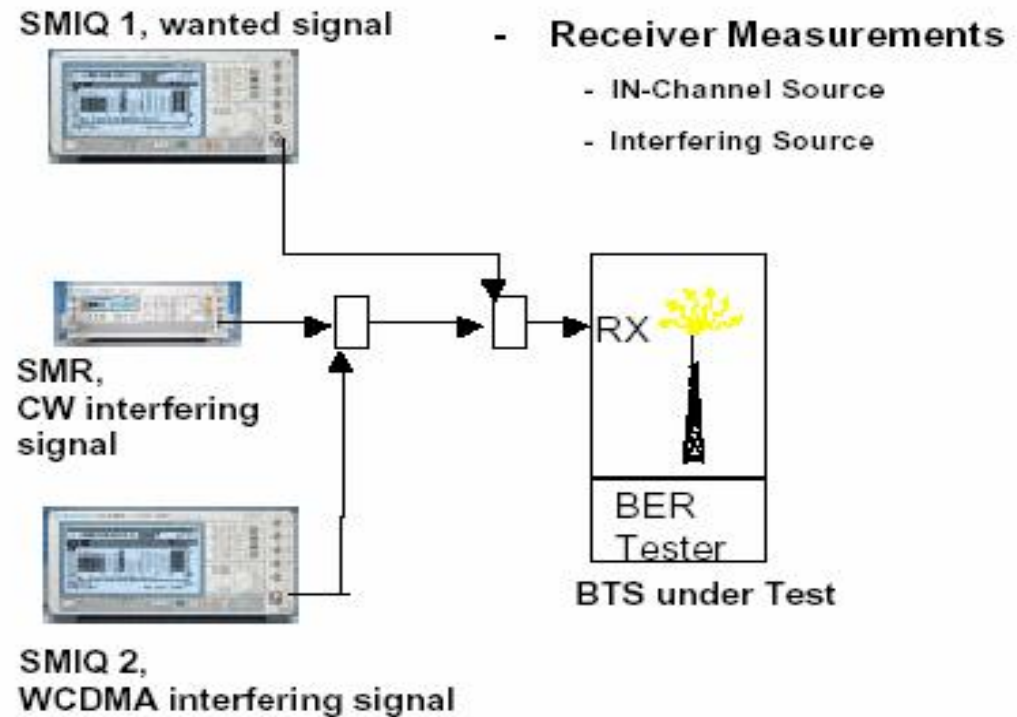 SMIQ 1, wanted signal
- Receiver Measurements
- IN-Channel Source
- Interfering Source
SMR,
CW interfering
signal
RX
BER
Tester
BTS under Test
SMIQ 2,
WCDMA interfering signal